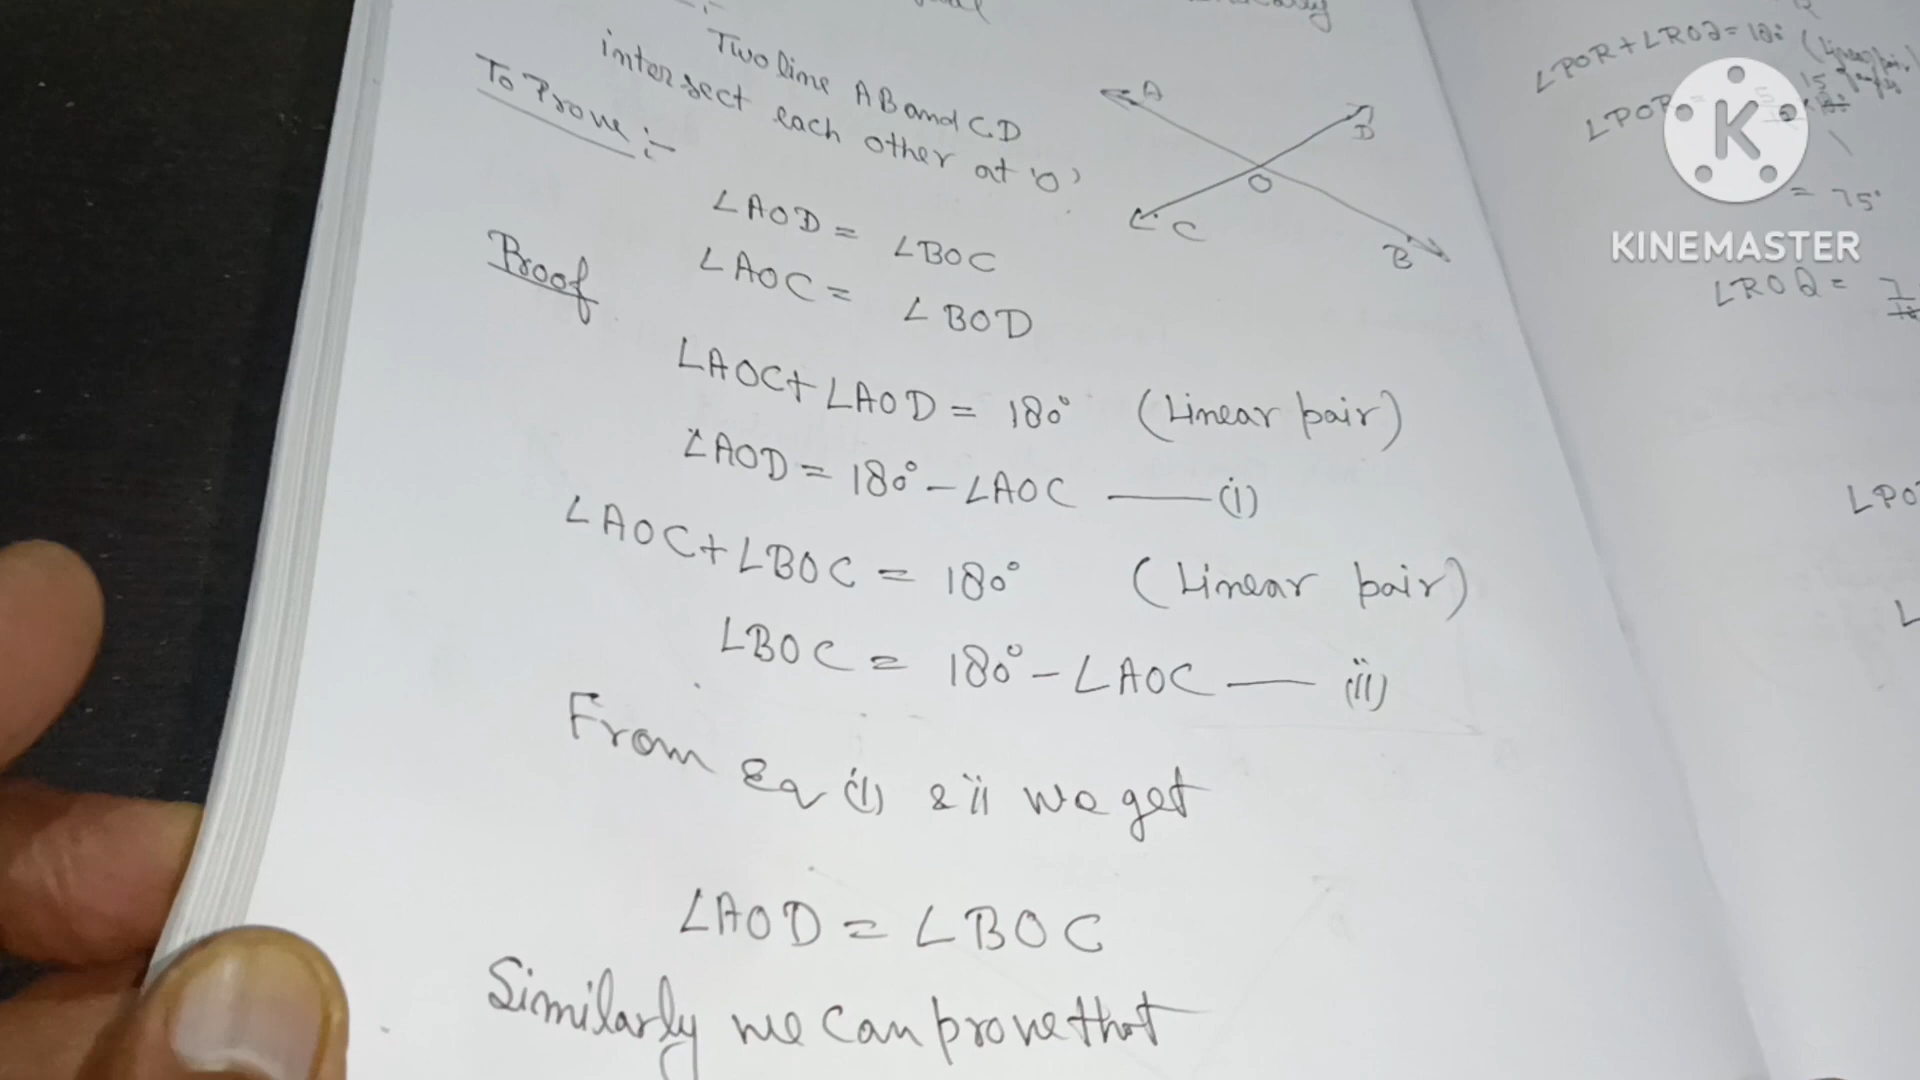 Two line AB and CD
intersect each other at 'O'
To Prove :-
∠AOD = ∠BOC
∠AOC = ∠BOD
Proof
∠AOC + ∠AOD = 180° (Linear pair)
∠AOD = 180° - ∠AOC — (i)
∠AOC + ∠BOC = 180° (Linear pair)
∠BOC = 180° - ∠AOC — (ii)
From Eq (i) & ii we get
∠AOD = ∠BOC
Similarly we can prove that
A
D
O
C
B
∠POR + ∠ROQ = 180° (Linear pair)
= 75°
∠ROQ =
K
KINEMASTER